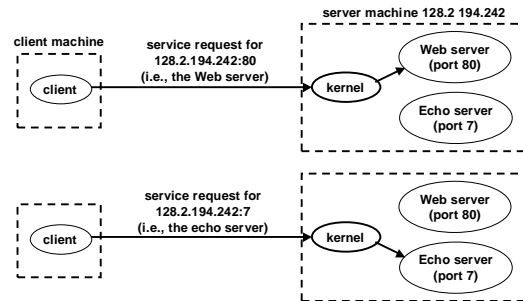 server machine 128.2 194.242
client machine
service request for
128.2.194.242:80
(i.e., the Web server)
client
kernel
Web server
(port 80)
Echo server
(port 7)
service request for
128.2.194.242:7
(i.e., the echo server)
client
kernel
Web server
(port 80)
Echo server
(port 7)